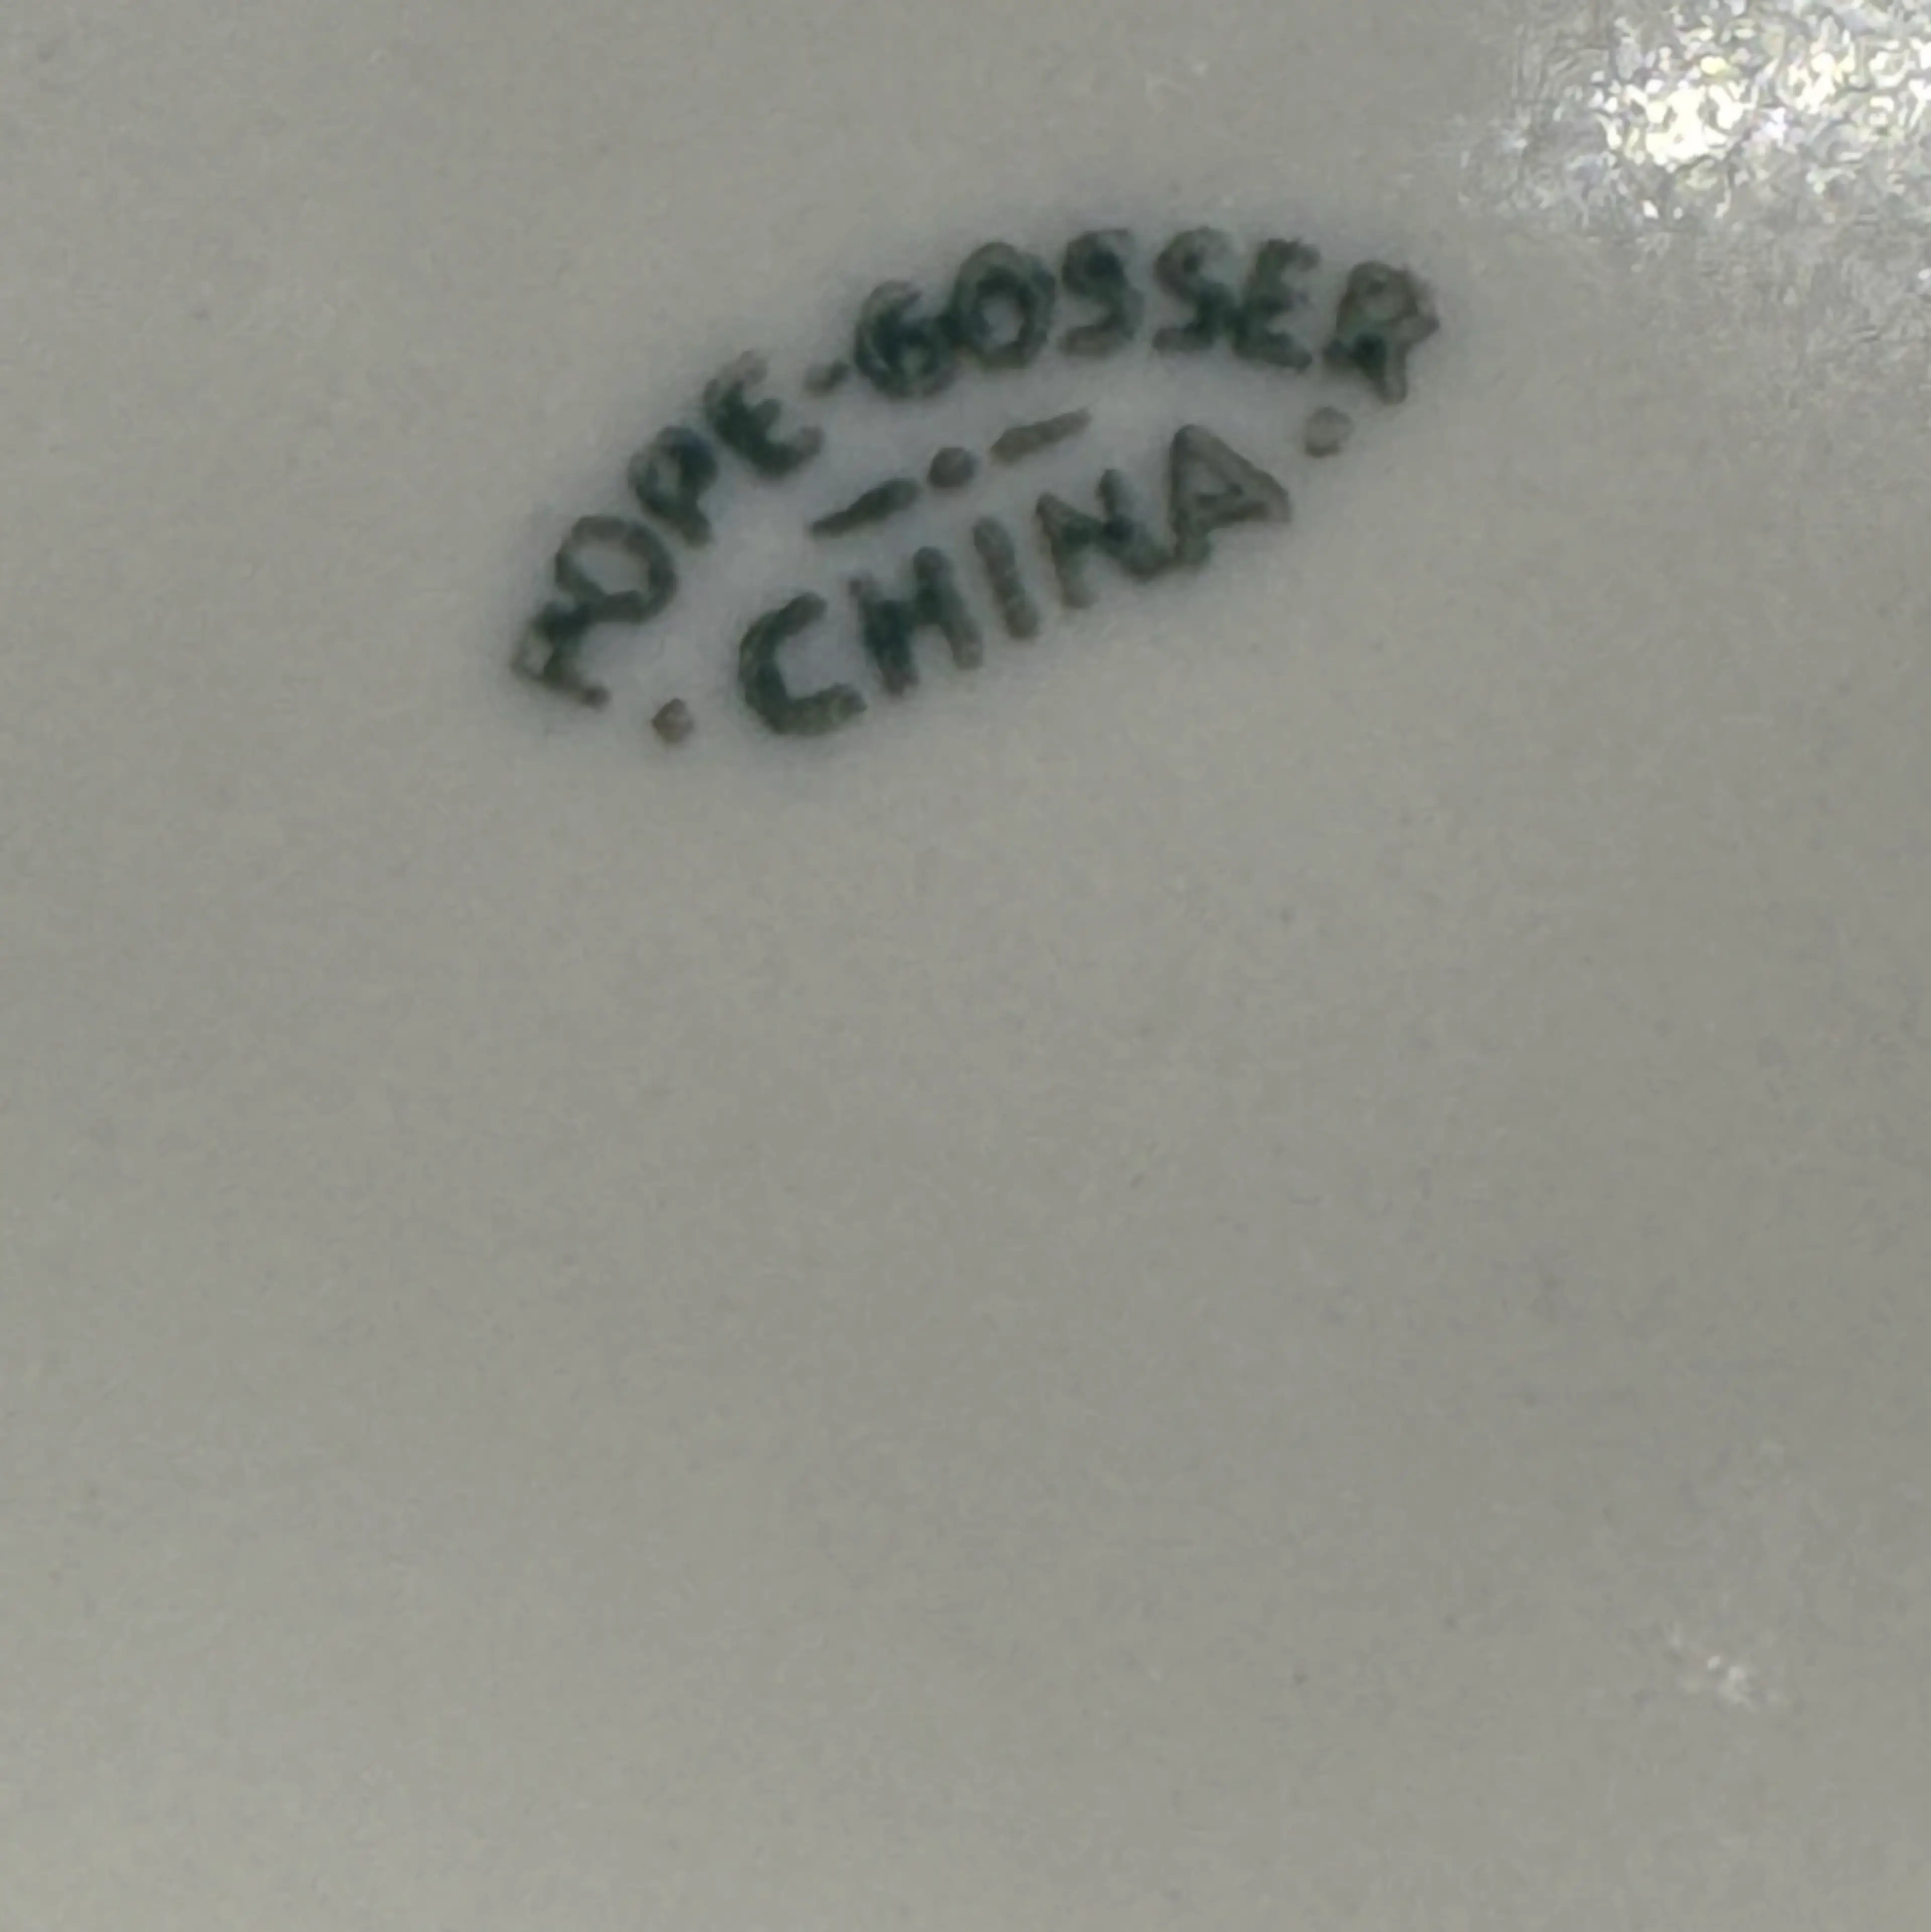 POPE-GOSSER
— • —
• CHINA •